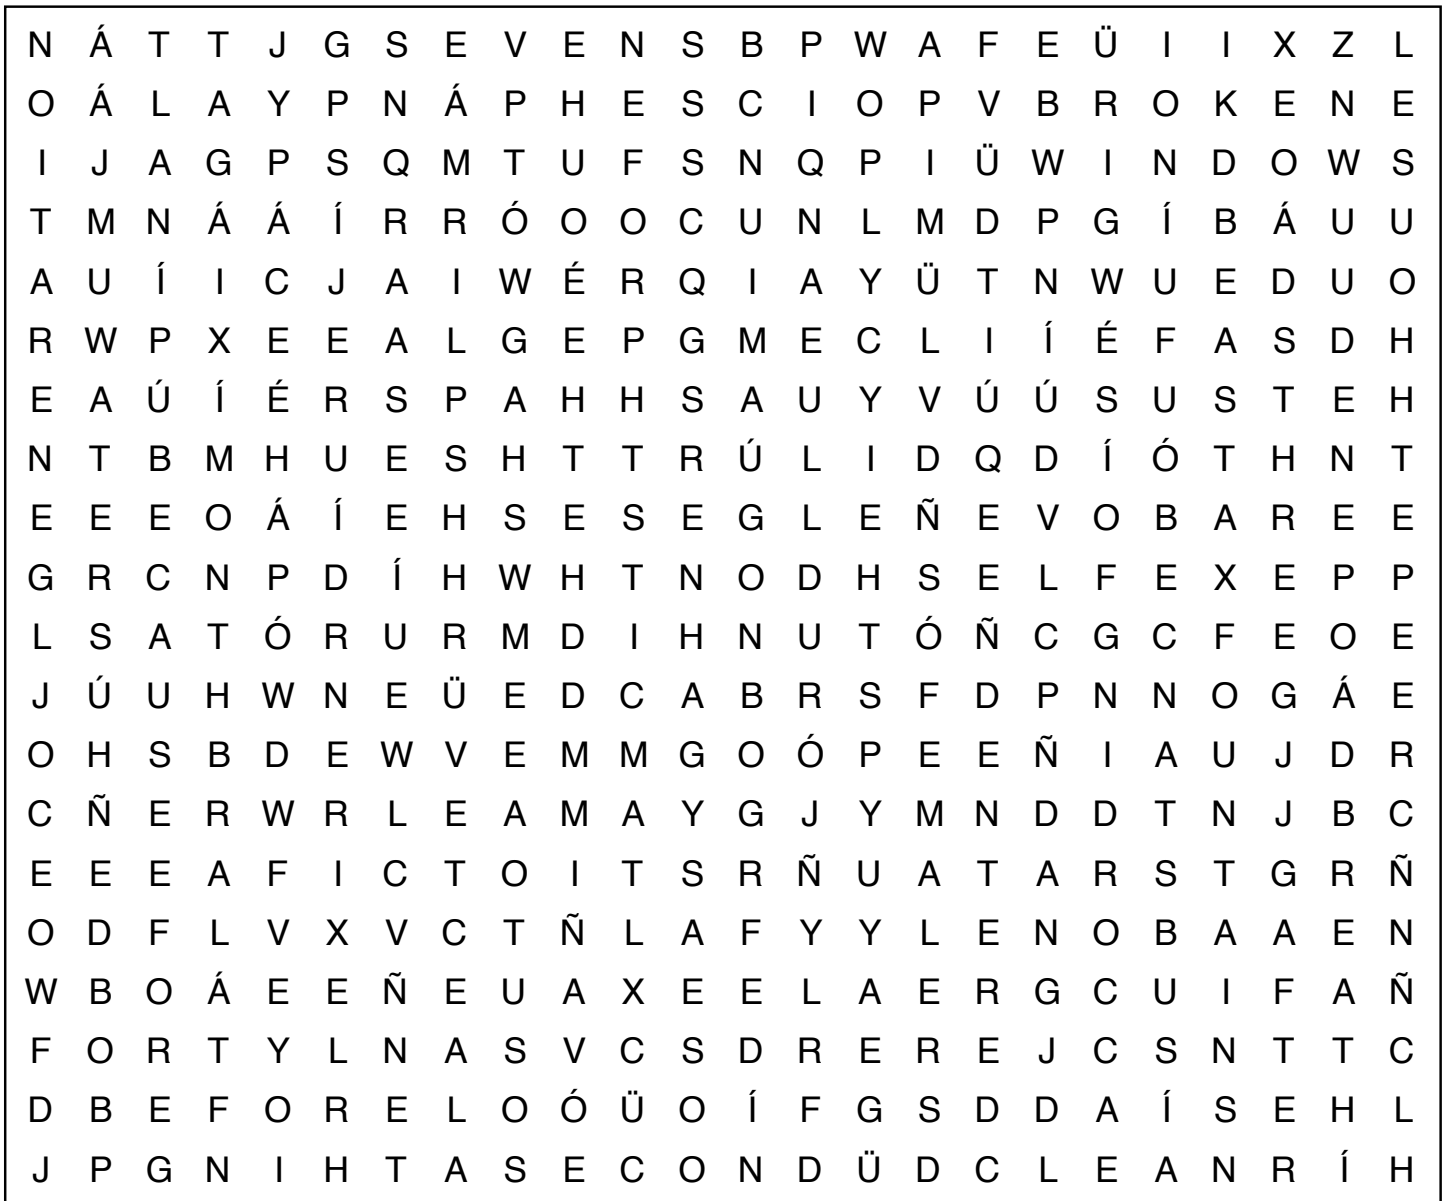 N Á T T J G S E V E N S B P W A F E Ü I I X Z L
O Á L A Y P N Á P H E S C I O P V B R O K E N E
I J A G P S Q M T U F S N Q P I Ü W I N D O W S
T M N Á Á Í R R Ó O O C U N L M D P G Í B Á U U
A U Í I C J A I W É R Q I A Y Ü T N W U E D U O
R W P X E E A L G E P G M E C L I Í É F A S D H
E A Ú Í É R S P A H H S A U Y V Ú Ú S U S T E H
N T B M H U E S H T T R Ú L I D Q D Í Ó T H N T
E E E O Á Í E H S E S E G L E Ñ E V O B A R E E
G R C N P D Í H W H T N O D H S E L F E X E P P
L S A T Ó R U R M D I H N U T Ó Ñ C G C F E O E
J Ú U H W N E Ü E D C A B R S F D P N N O G Á E
O H S B D E W V E M M G O Ó P E E Ñ I A U J D R
C Ñ E R W R L E A M A Y G J Y M N D D T N J B C
E E E A F I C T O I T S R Ñ U A T A R S T G R Ñ
O D F L V X V C T Ñ L A F Y Y L E N O B A A E N
W B O Á E E Ñ E U A X E E L A E R G C U I F A Ñ
F O R T Y L N A S V C S D R E R E J C S N T T C
D B E F O R E L O Ó Ü O Í F G S D D A Í S E H L
J P G N I H T A S E C O N D Ü D C L E A N R Í H